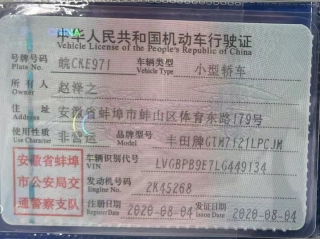 中华人民共和国机动车行驶证
Vehicle License of the People's Republic of China
号牌号码 皖CKE971 车辆类型 小型轿车
Plate No. Vehicle Type
所有人 赵祥之
Owner
住址 安徽省蚌埠市蚌山区体育东路179号
Address
使用性质 非营运 品牌型号 丰田牌GTM7121LPCJM
Use Character Model
安徽省蚌埠市公安局交通警察支队
车辆识别代号 LVGBPB9E7LG449134
VIN
发动机号码 2K45268
Engine No.
注册日期 2020-08-04 发证日期 2020-08-04
Register Date Issue Date